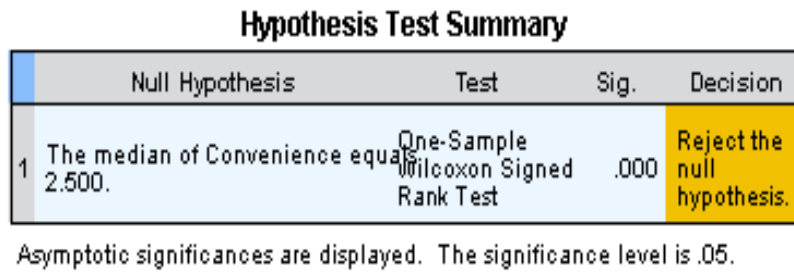 Hypothesis Test Summary
Null Hypothesis Test Sig. Decision
1 The median of Convenience equals 2.500. One-Sample Wilcoxon Signed Rank Test .000 Reject the null hypothesis.
Asymptotic significances are displayed. The significance level is .05.